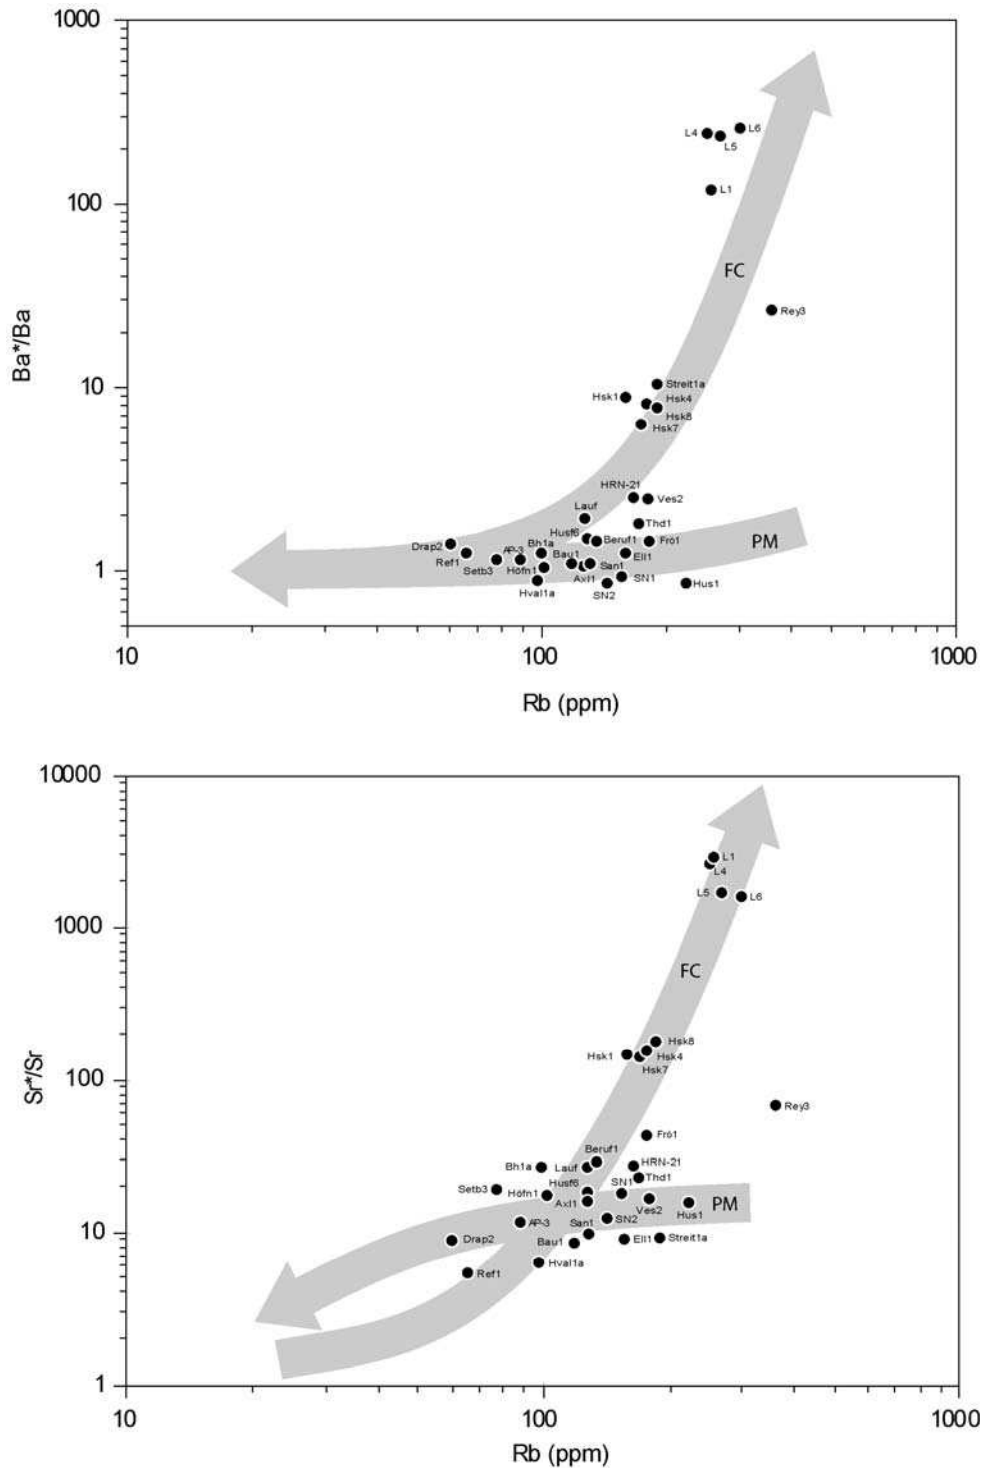 1000
L4
L6
L5
L1
100
FC
Rey3
Ba*/Ba
10
Streit1a
Hsk1
Hsk4
Hsk8
Hsk7
HRN-21
Ves2
Lauf
Thd1
Husf6
Beruf1
Frö1
PM
Drap2
AP-3
Bh1a
Bau1
Ell1
Ref1
Setb3
Höfn1
San1
1
Axl1
SN1
Hval1a
SN2
Hus1
10
100
1000
Rb (ppm)
10000
L1
L4
L5
L6
1000
FC
Sr*/Sr
Hsk8
Hsk1
Hsk4
Hsk7
100
Rey3
Frö1
Beruf1
Bh1a
Lauf
HRN-21
Thd1
Husf6
SN1
Setb3
Höfn1
Axl1
Ves2
Hus1
PM
AP-3
San1
SN2
10
Drap2
Bau1
Ell1
Streit1a
Ref1
Hval1a
1
10
100
1000
Rb (ppm)